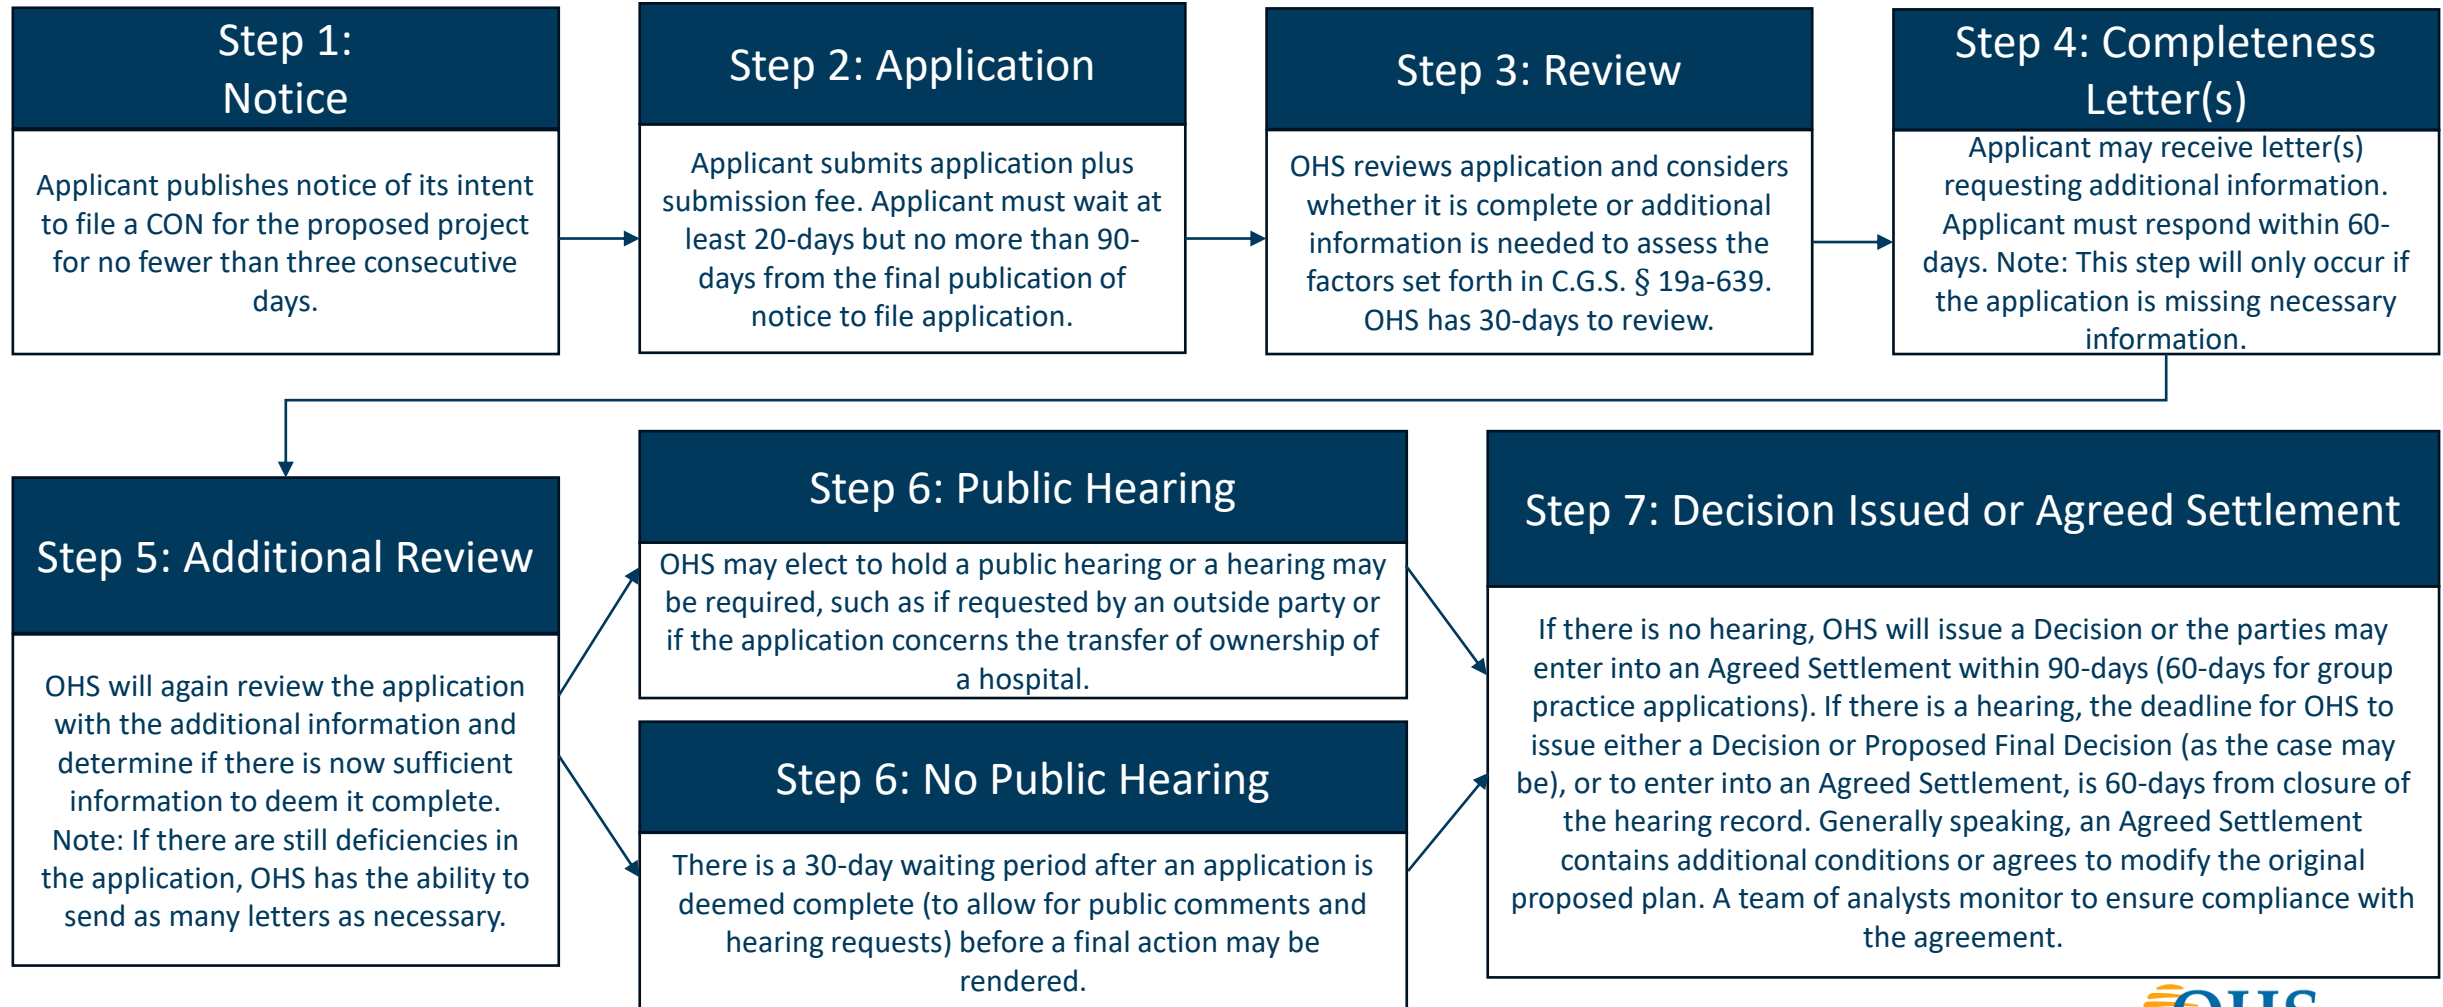 Step 1:
Notice
Applicant publishes notice of its intent
to file a CON for the proposed project
for no fewer than three consecutive
days.
Step 2: Application
Applicant submits application plus
submission fee. Applicant must wait at
least 20-days but no more than 90-
days from the final publication of
notice to file application.
Step 3: Review
OHS reviews application and considers
whether it is complete or additional
information is needed to assess the
factors set forth in C.G.S. § 19a-639.
OHS has 30-days to review.
Step 4: Completeness
Letter(s)
Applicant may receive letter(s)
requesting additional information.
Applicant must respond within 60-
days. Note: This step will only occur if
the application is missing necessary
information.
Step 5: Additional Review
OHS will again review the application
with the additional information and
determine if there is now sufficient
information to deem it complete.
Note: If there are still deficiencies in
the application, OHS has the ability to
send as many letters as necessary.
Step 6: Public Hearing
OHS may elect to hold a public hearing or a hearing may
be required, such as if requested by an outside party or
if the application concerns the transfer of ownership of
a hospital.
Step 6: No Public Hearing
There is a 30-day waiting period after an application is
deemed complete (to allow for public comments and
hearing requests) before a final action may be
rendered.
Step 7: Decision Issued or Agreed Settlement
If there is no hearing, OHS will issue a Decision or the parties may
enter into an Agreed Settlement within 90-days (60-days for group
practice applications). If there is a hearing, the deadline for OHS to
issue either a Decision or Proposed Final Decision (as the case may
be), or to enter into an Agreed Settlement, is 60-days from closure of
the hearing record. Generally speaking, an Agreed Settlement
contains additional conditions or agrees to modify the original
proposed plan. A team of analysts monitor to ensure compliance with
the agreement.
OHS